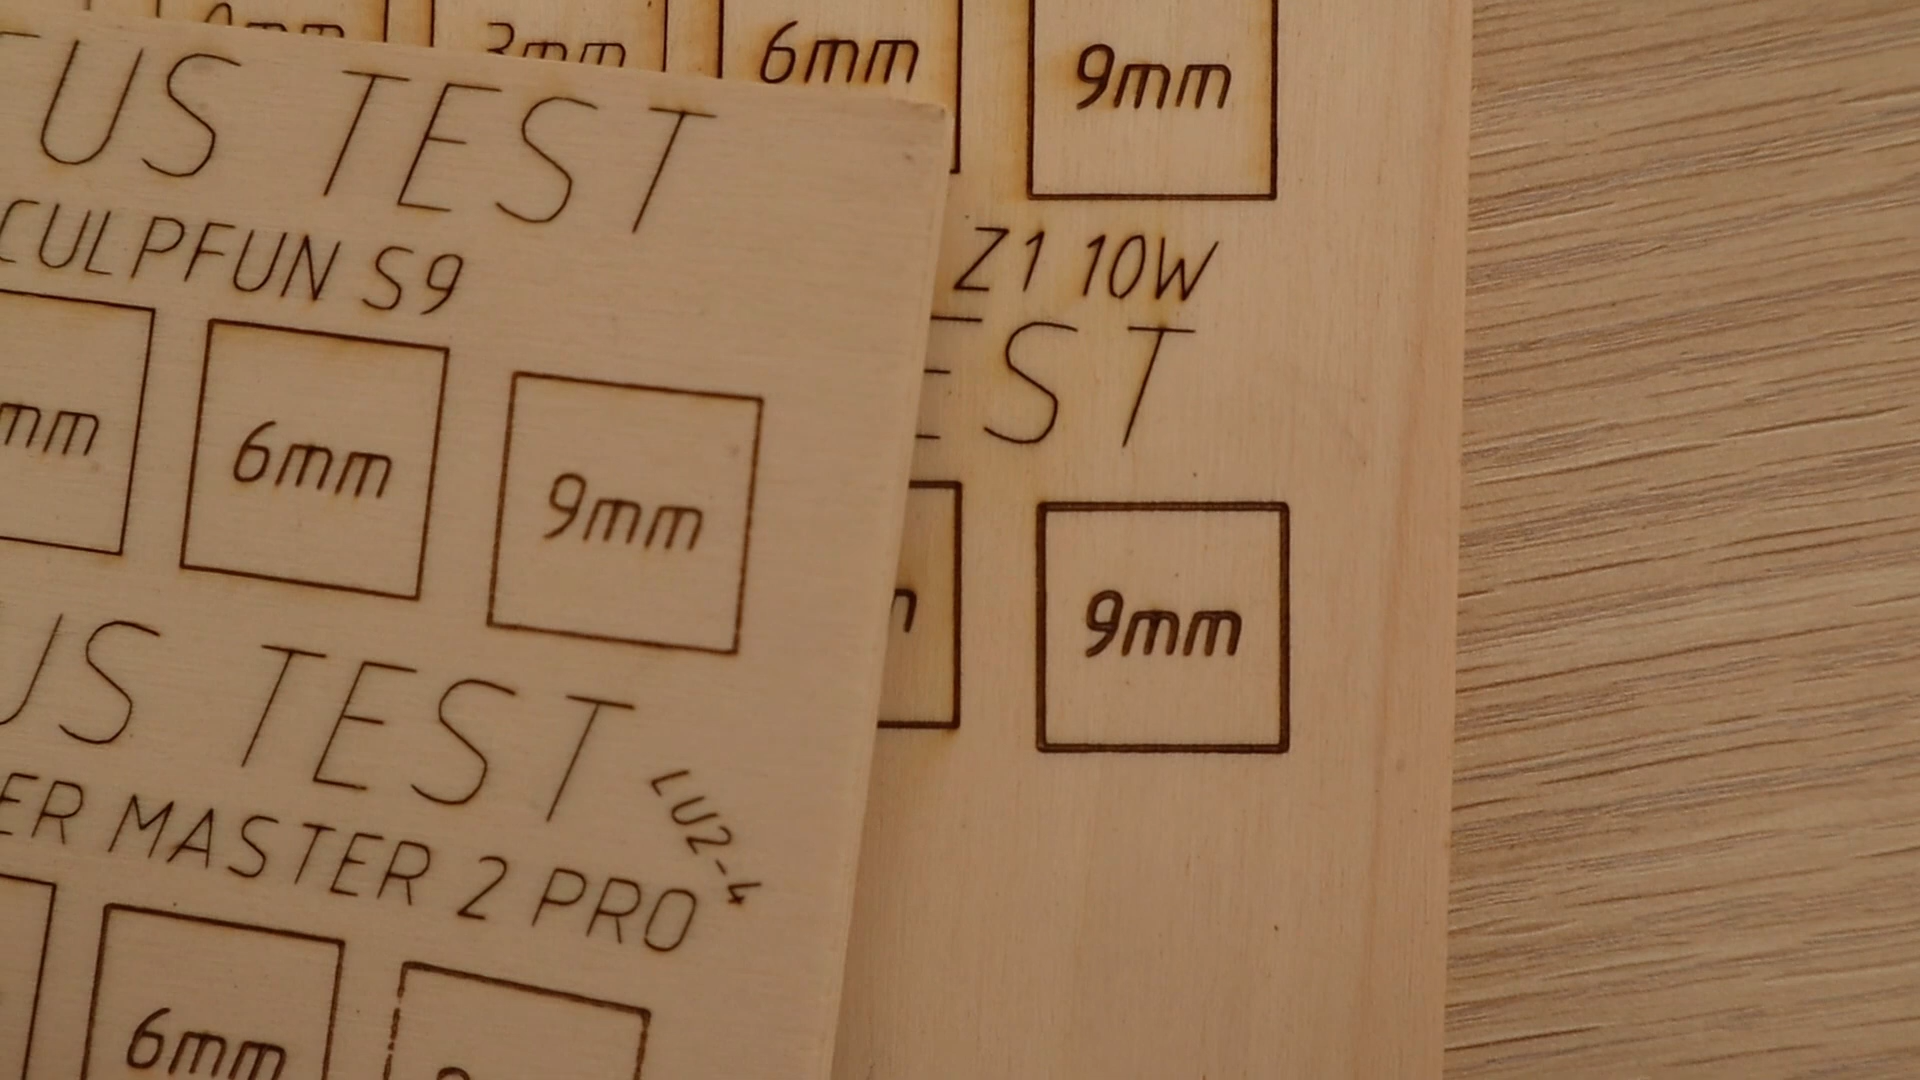 3mm 6mm 9mm
US TEST
CULPFUN S9
mm 6mm 9mm
Z1 10W
EST
9mm
US TEST
LU2-4
ER MASTER 2 PRO
6mm